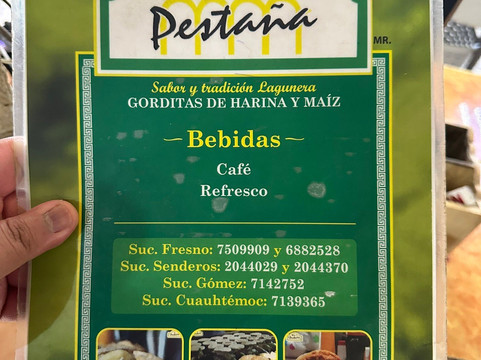 Pestaña
MR.
Sabor y tradición Lagunera
GORDITAS DE HARINA Y MAÍZ
Bebidas
Café
Refresco
Suc. Fresno: 7509909 y 6882528
Suc. Senderos: 2044029 y 2044370
Suc. Gómez: 7142752
Suc. Cuauhtémoc: 7139365